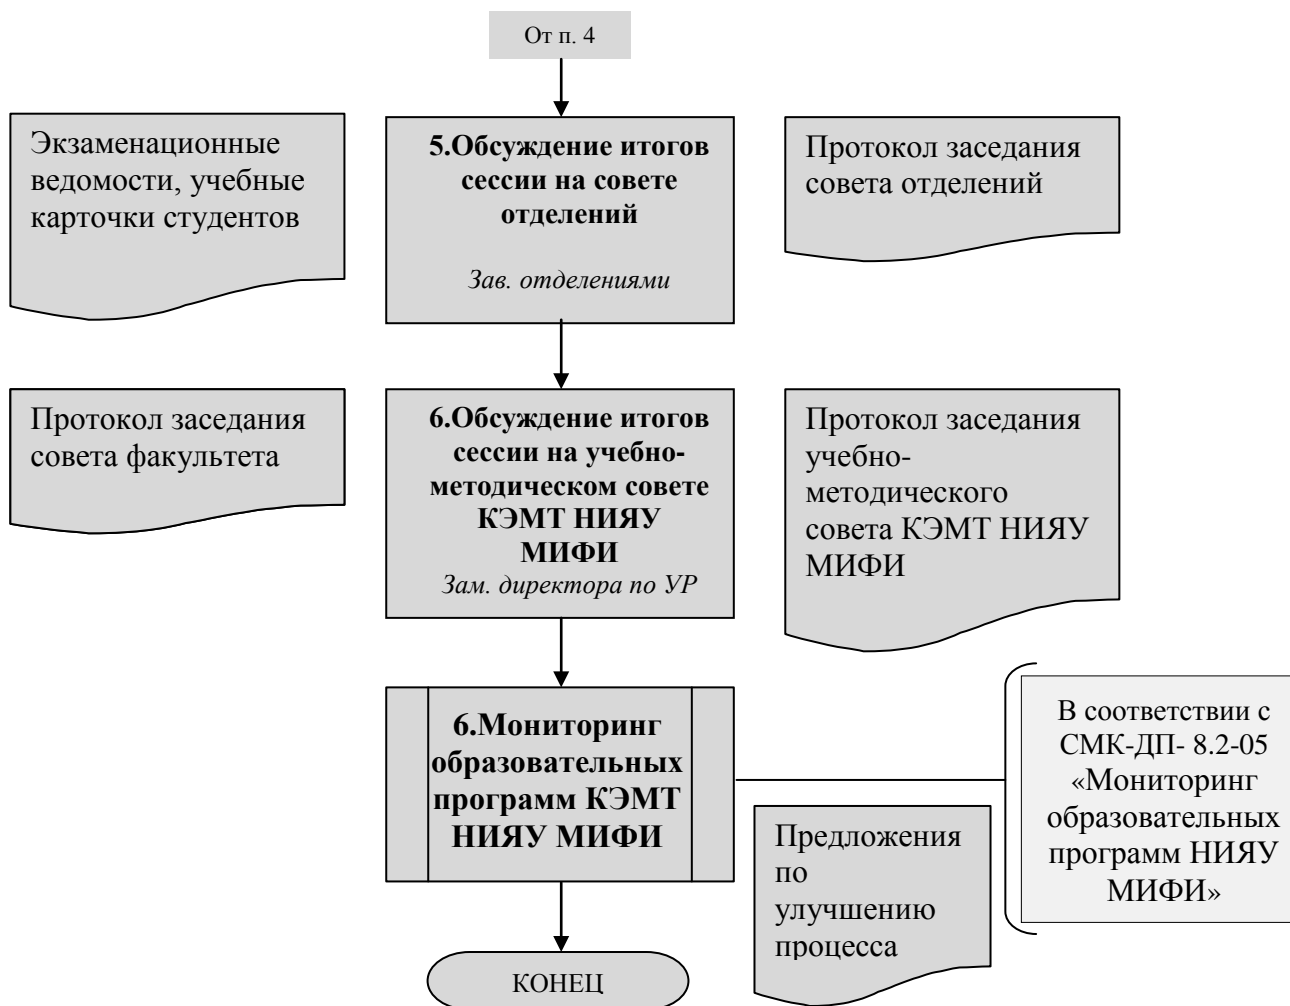 От п. 4
Экзаменационные
ведомости, учебные
карточки студентов
5.Обсуждение итогов
сессии на совете
отделений
Зав. отделениями
Протокол заседания
совета отделений
Протокол заседания
совета факультета
6.Обсуждение итогов
сессии на учебно-
методическом совете
КЭМТ НИЯУ
МИФИ
Зам. директора по УР
Протокол заседания
учебно-
методического
совета КЭМТ НИЯУ
МИФИ
6.Мониторинг
образовательных
программ КЭМТ
НИЯУ МИФИ
В соответствии с
СМК-ДП- 8.2-05
«Мониторинг
образовательных
программ НИЯУ
МИФИ»
Предложения
по
улучшению
процесса
КОНЕЦ